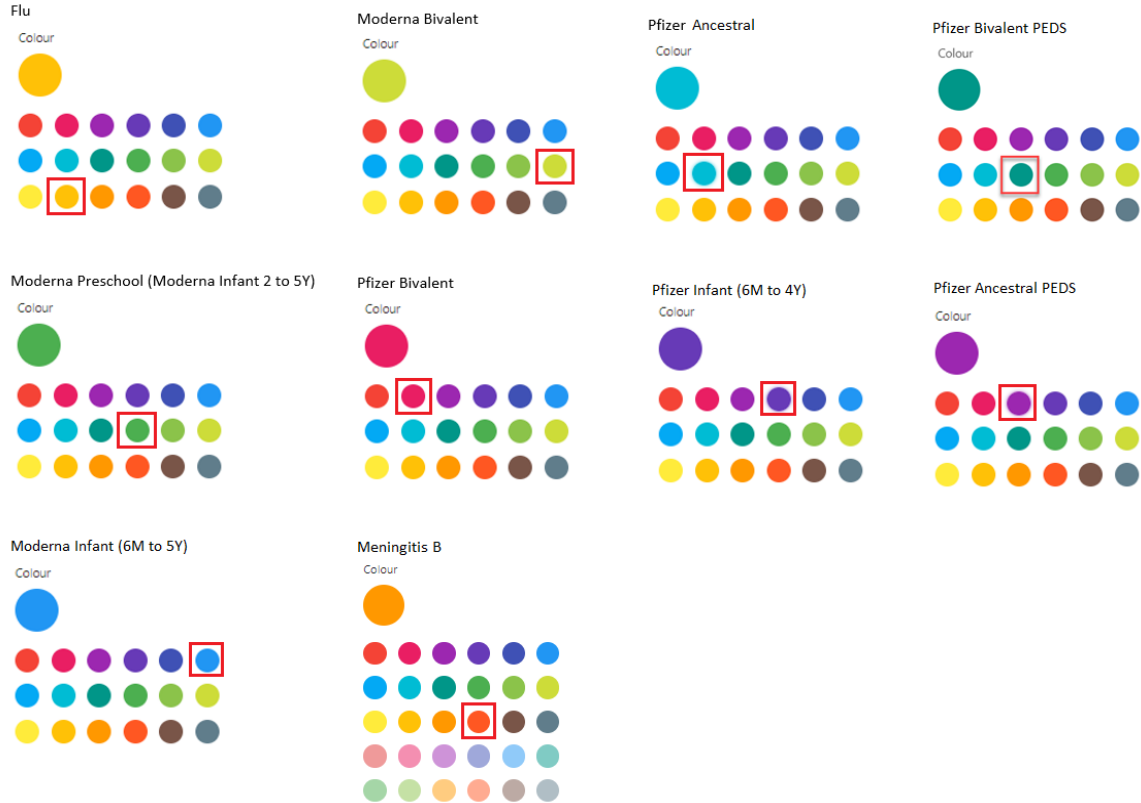 Flu
Colour
Moderna Bivalent
Colour
Pfizer Ancestral
Colour
Pfizer Bivalent PEDS
Colour
Moderna Preschool (Moderna Infant 2 to 5Y)
Colour
Pfizer Bivalent
Colour
Pfizer Infant (6M to 4Y)
Colour
Pfizer Ancestral PEDS
Colour
Moderna Infant (6M to 5Y)
Colour
Meningitis B
Colour